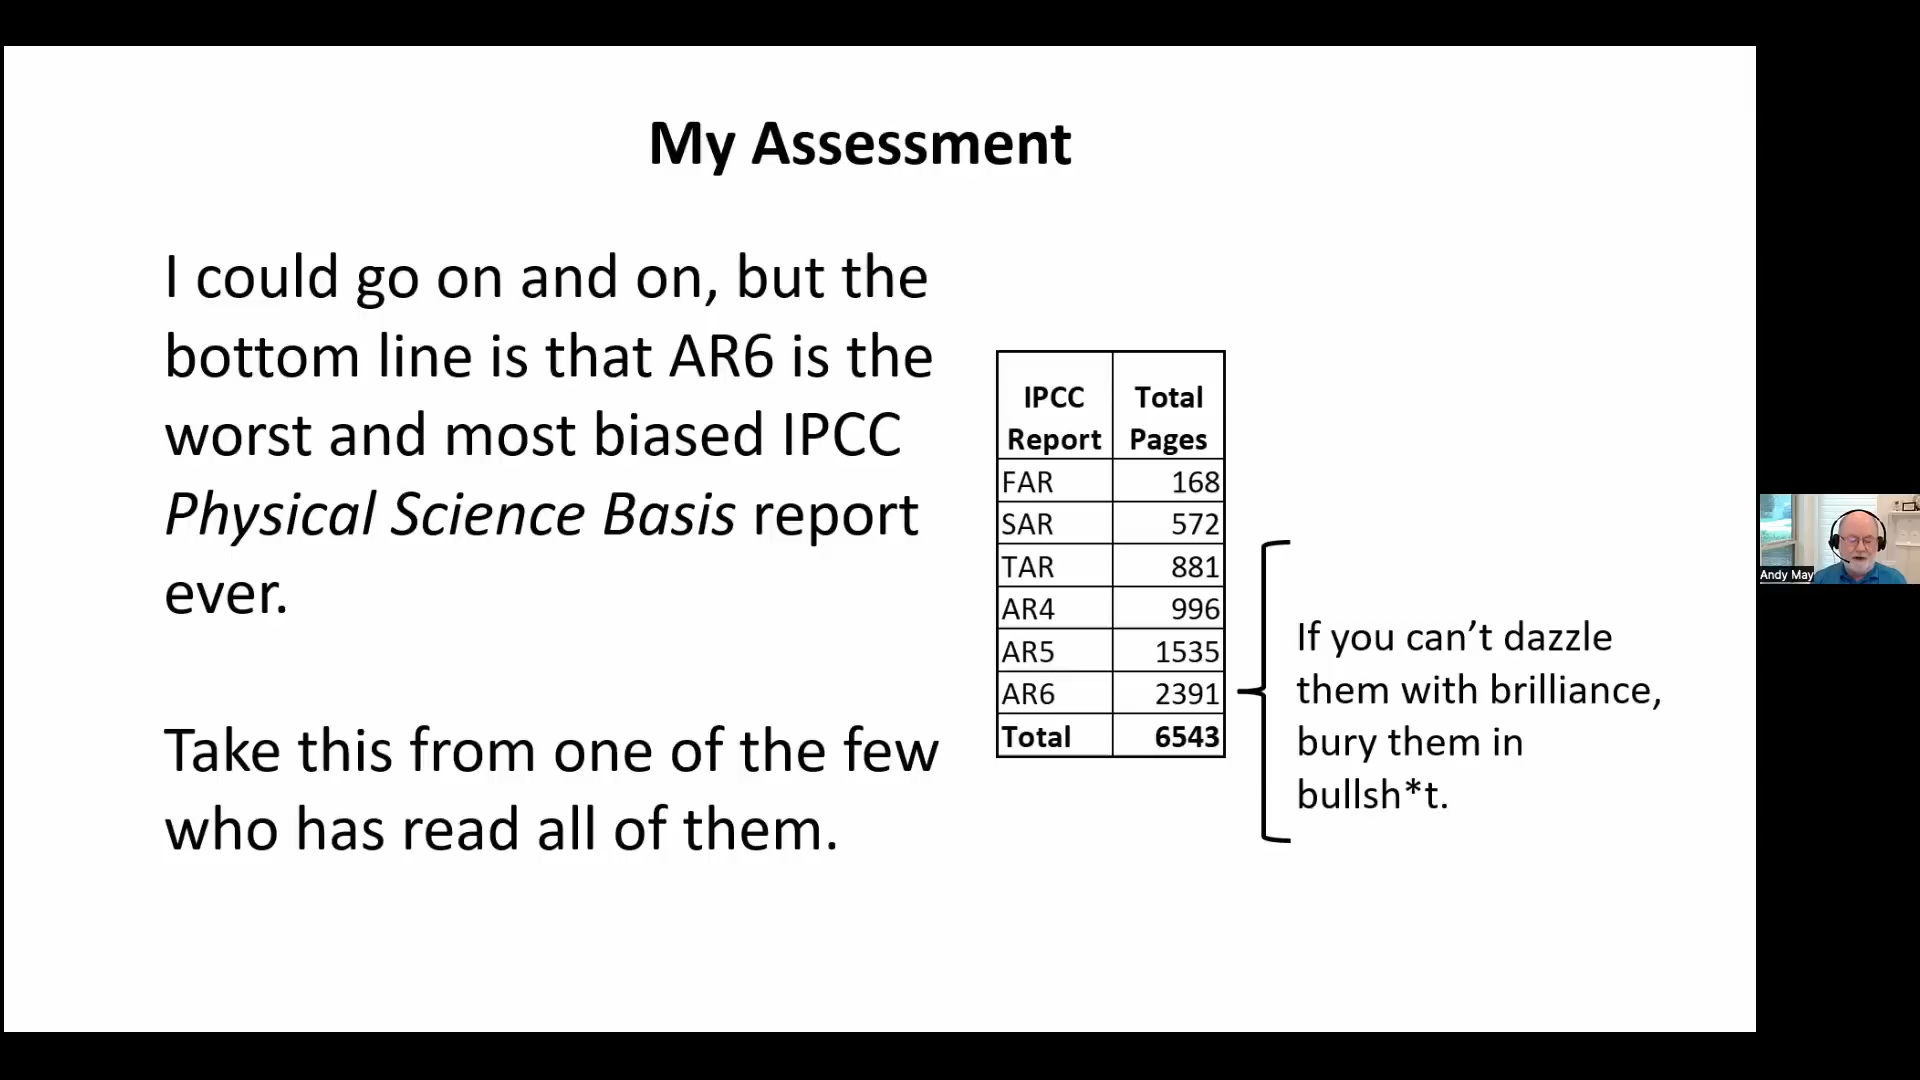 My Assessment
I could go on and on, but the
bottom line is that AR6 is the
worst and most biased IPCC
Physical Science Basis report
ever.
Take this from one of the few
who has read all of them.
IPCC Report Total Pages
FAR 168
SAR 572
TAR 881
AR4 996
AR5 1535
AR6 2391
Total 6543
If you can’t dazzle
them with brilliance,
bury them in
bullsh*t.
Andy May